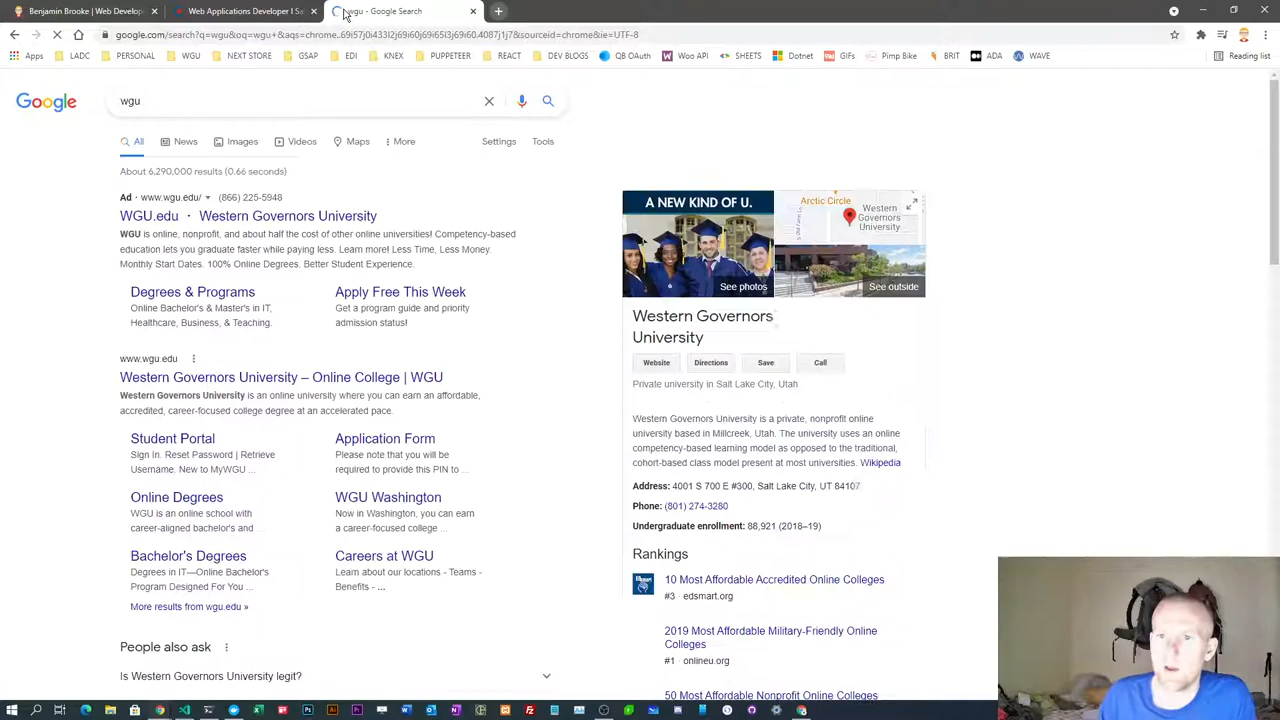 Benjamin Brooks | Web Develop
Web Developer Salary
wgu - Google Search
google.com/search?q=wgu&oq=wgu+&aqs=chrome..69i57j0i433l2j69i60j69i65l3j69i60.4087j1j7&sourceid=chrome&ie=UTF-8
Apps LADC PERSONAL WGU NEXT STORE GSAP EDI KNEX PUPPETEER REACT DEV BLOGS QB OAuth Woo API SHEETS Dotnet GIFs Pimp Bike BRIT ADA WAVE Reading list
Google
wgu
All News Images Videos Maps More Settings Tools
About 6,290,000 results (0.66 seconds)
Ad · www.wgu.edu/ (866) 225-5948
WGU.edu · Western Governors University
WGU is online, nonprofit, and about half the cost of other online universities! Competency-based
education lets you graduate faster while paying less. Learn more! Less Time, Less Money.
Monthly Start Dates. 100% Online Degrees. Better Student Experience.
Degrees & Programs
Online Bachelor's & Master's in IT,
Healthcare, Business, & Teaching.
Apply Free This Week
Get a program guide and priority
admission status!
www.wgu.edu
Western Governors University – Online College | WGU
Western Governors University is an online university where you can earn an affordable,
accredited, career-focused college degree at an accelerated pace.
Student Portal
Sign In. Reset Password | Retrieve
Username. New to MyWGU ...
Application Form
Please note that you will be
required to provide this PIN to ...
Online Degrees
WGU is an online school with
career-aligned bachelor's and
WGU Washington
Now in Washington, you can earn
a career-focused college ...
Bachelor's Degrees
Degrees in IT—Online Bachelor's
Program Designed For You ...
Careers at WGU
Learn about our locations - Teams -
Benefits - ...
More results from wgu.edu »
People also ask
Is Western Governors University legit?
A NEW KIND OF U.
See photos
Arctic Circle
Western
Governors
University
See outside
Western Governors
University
Website Directions Save Call
Private university in Salt Lake City, Utah
Western Governors University is a private, nonprofit online
university based in Millcreek, Utah. The university uses an online
competency-based learning model as opposed to the traditional,
cohort-based class model present at most universities. Wikipedia
Address: 4001 S 700 E #300, Salt Lake City, UT 84107
Phone: (801) 274-3280
Undergraduate enrollment: 88,921 (2018–19)
Rankings
10 Most Affordable Accredited Online Colleges
#3 · edsmart.org
2019 Most Affordable Military-Friendly Online
Colleges
#1 · onlineu.org
50 Most Affordable Nonprofit Online Colleges